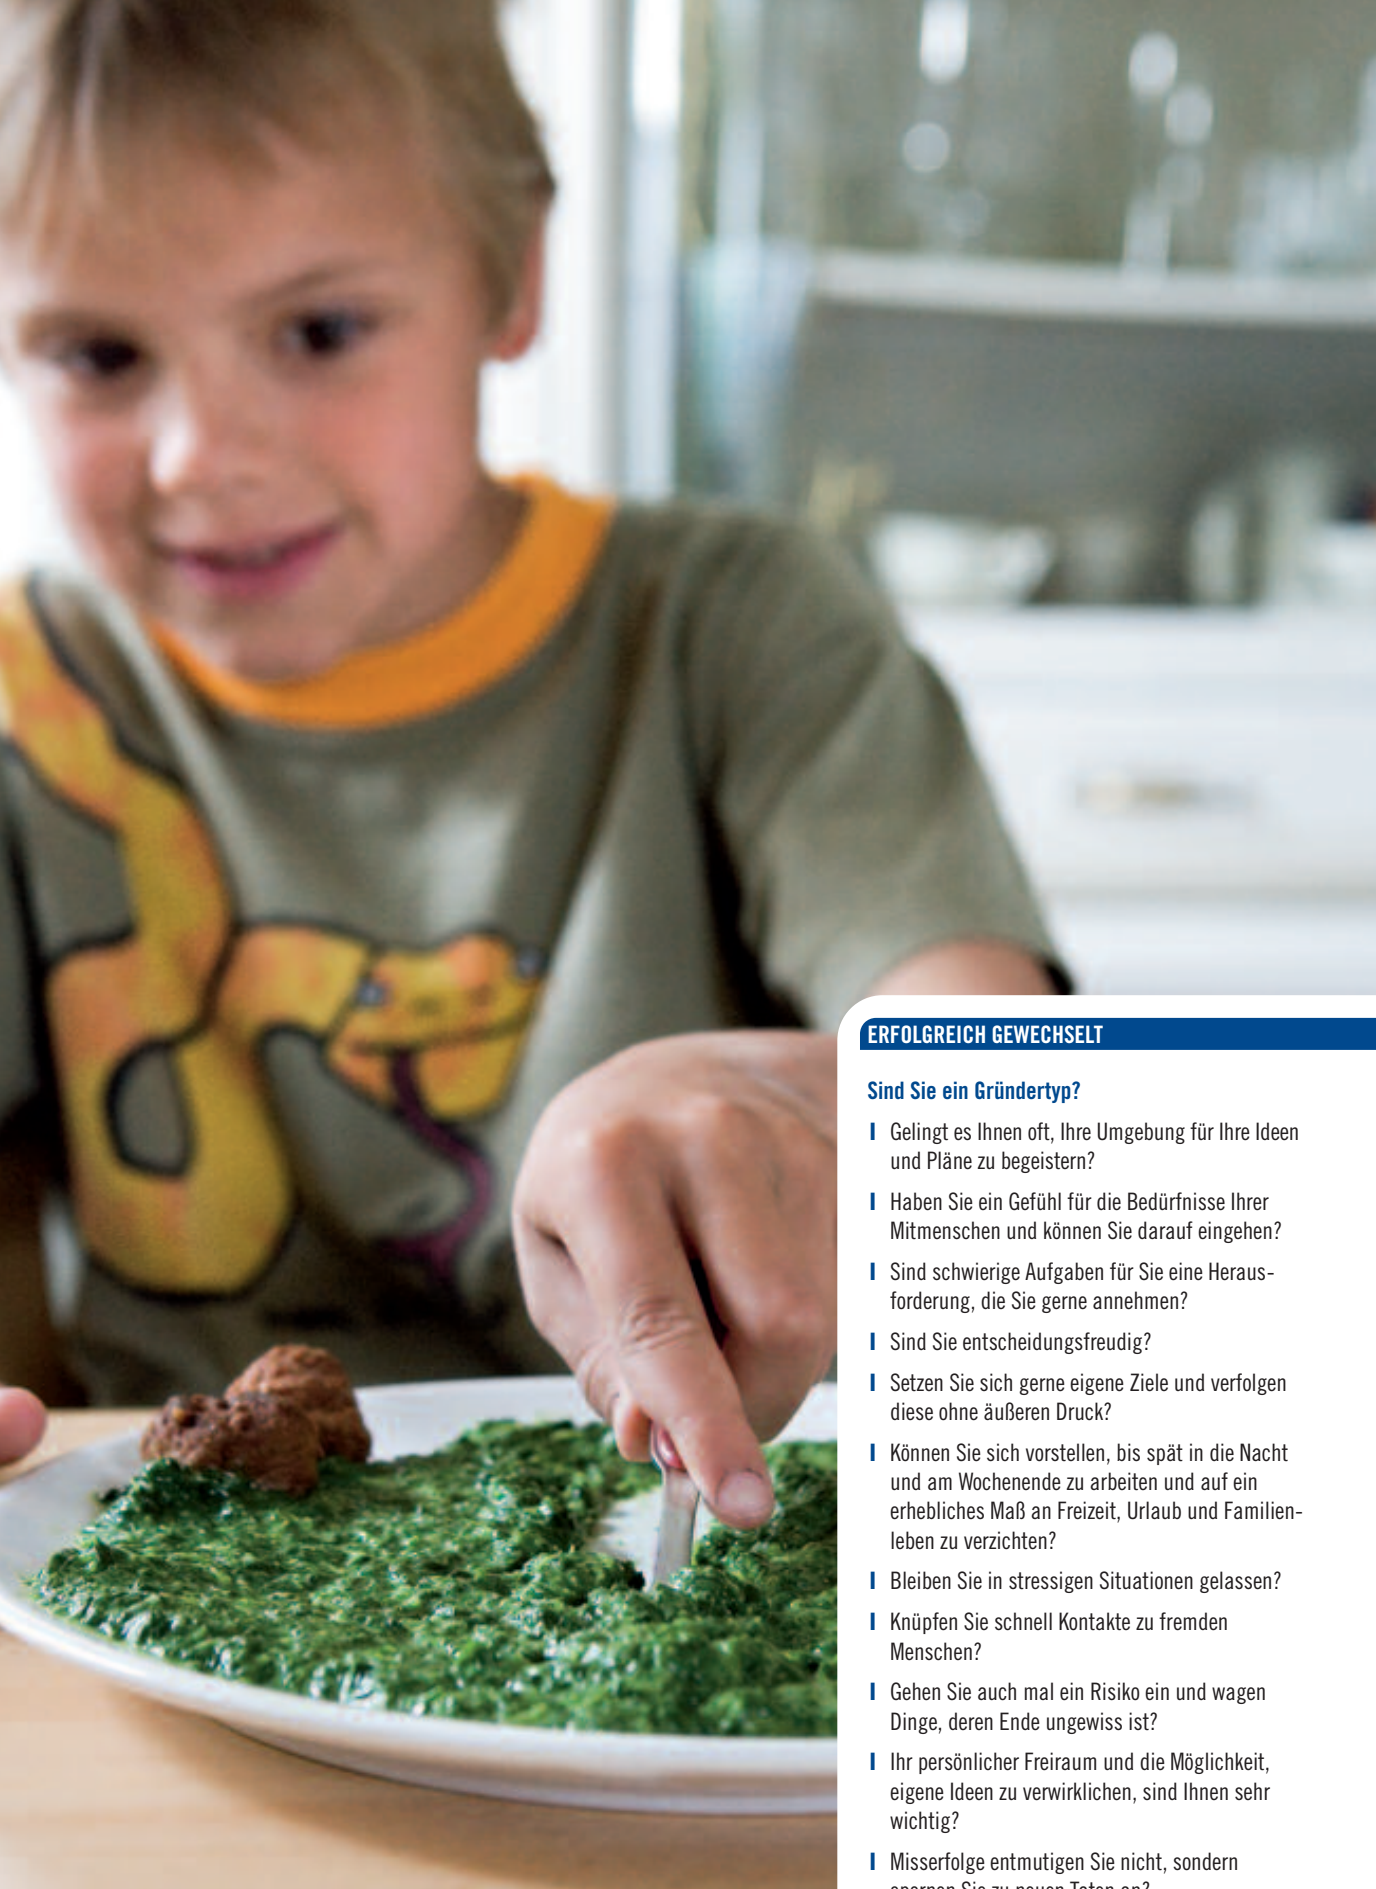 ERFOLGREICH GEWECHSELT
Sind Sie ein Gründertyp?
Gelingt es Ihnen oft, Ihre Umgebung für Ihre Ideen
und Pläne zu begeistern?
Haben Sie ein Gefühl für die Bedürfnisse Ihrer
Mitmenschen und können Sie darauf eingehen?
Sind schwierige Aufgaben für Sie eine Heraus-
forderung, die Sie gerne annehmen?
Sind Sie entscheidungsfreudig?
Setzen Sie sich gerne eigene Ziele und verfolgen
diese ohne äußeren Druck?
Können Sie sich vorstellen, bis spät in die Nacht
und am Wochenende zu arbeiten und auf ein
erhebliches Maß an Freizeit, Urlaub und Familien-
leben zu verzichten?
Bleiben Sie in stressigen Situationen gelassen?
Knüpfen Sie schnell Kontakte zu fremden
Menschen?
Gehen Sie auch mal ein Risiko ein und wagen
Dinge, deren Ende ungewiss ist?
Ihr persönlicher Freiraum und die Möglichkeit,
eigene Ideen zu verwirklichen, sind Ihnen sehr
wichtig?
Misserfolge entmutigen Sie nicht, sondern